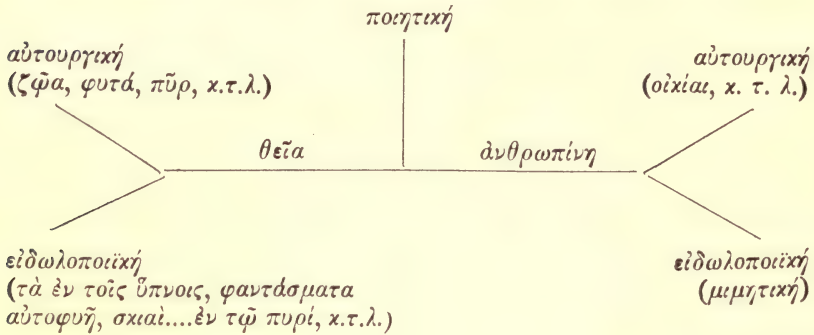 ποιητική
αὐτουργική
(ζῷα, φυτά, πῦρ, κ.τ.λ.)
αὐτουργική
(οἰκίαι, κ. τ. λ.)
θεῖα
ἀνθρωπίνη
εἰδωλοποιϊκή
(τὰ ἐν τοῖς ὕπνοις, φαντάσματα
αὐτοφυῆ, σκιαὶ....ἐν τῷ πυρί, κ.τ.λ.)
εἰδωλοποιϊκή
(μιμητική)